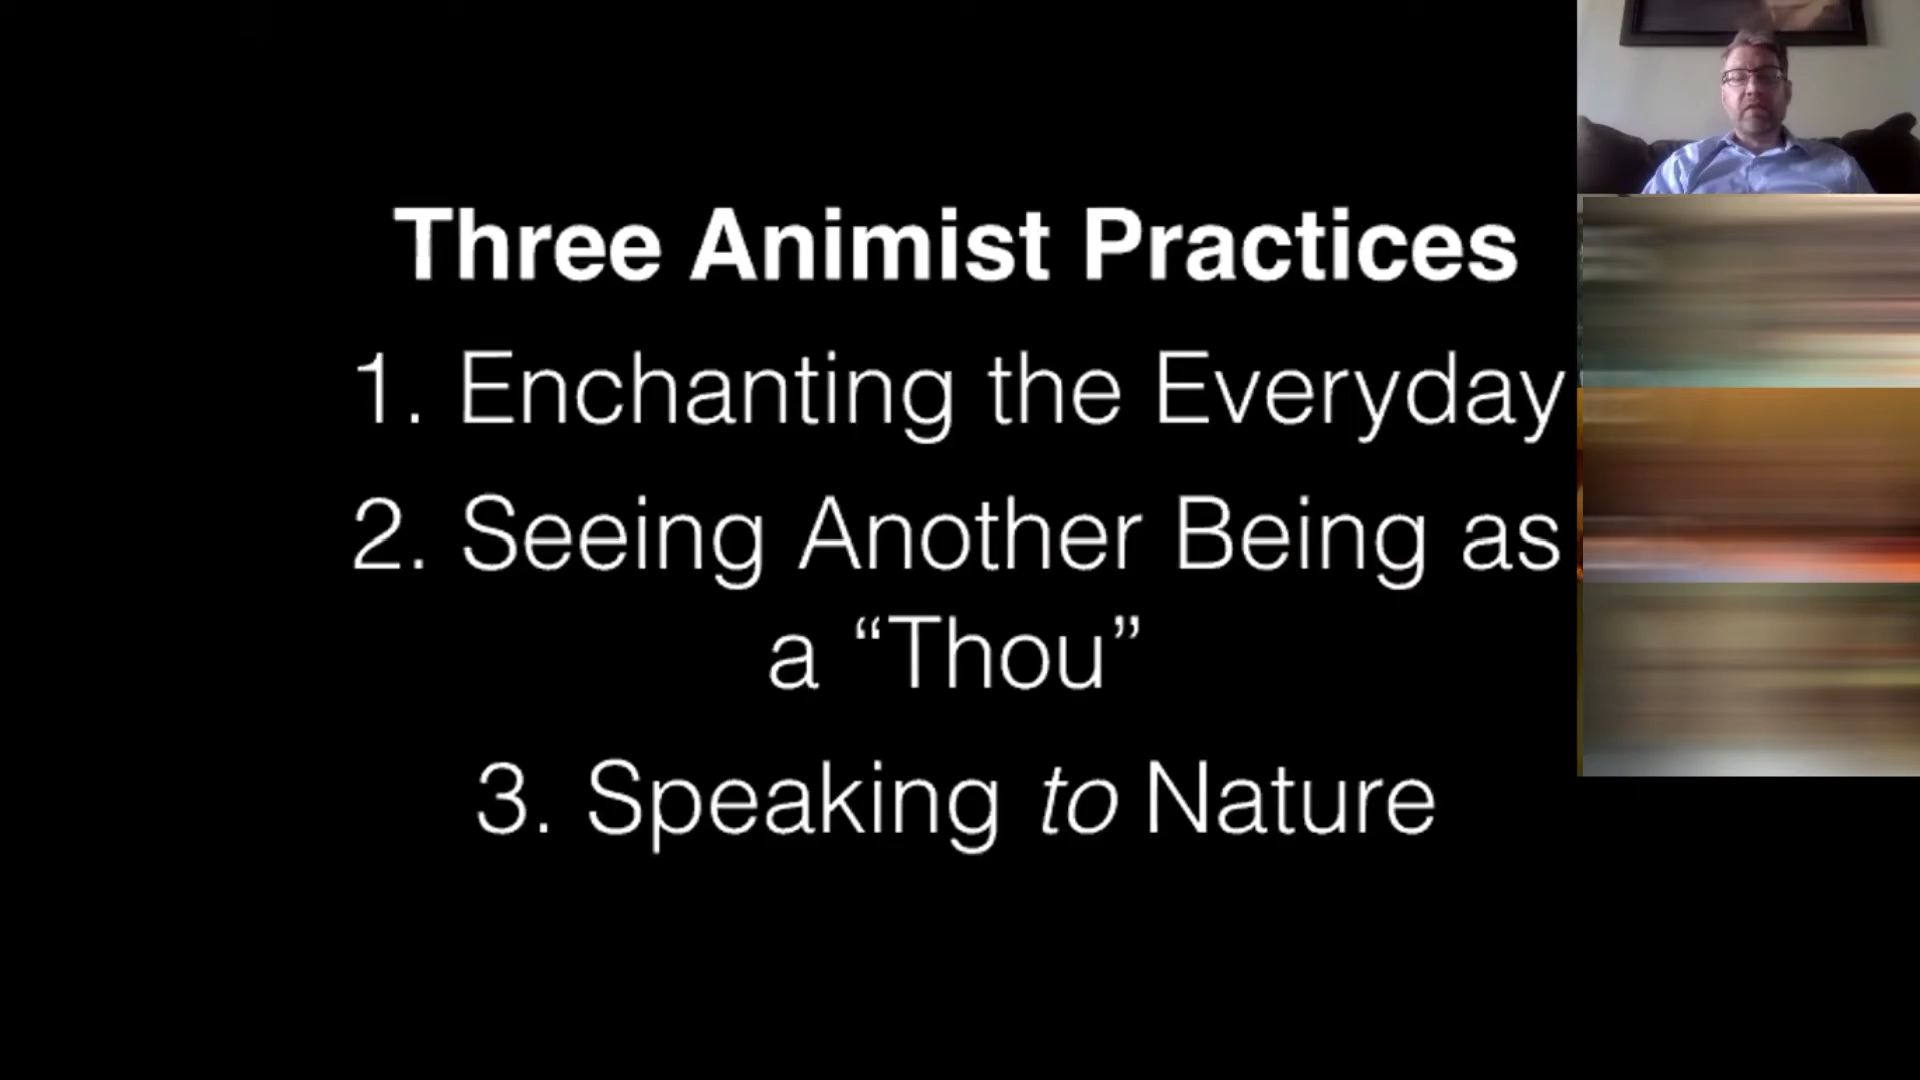 Three Animist Practices
1. Enchanting the Everyday
2. Seeing Another Being as
a “Thou”
3. Speaking to Nature